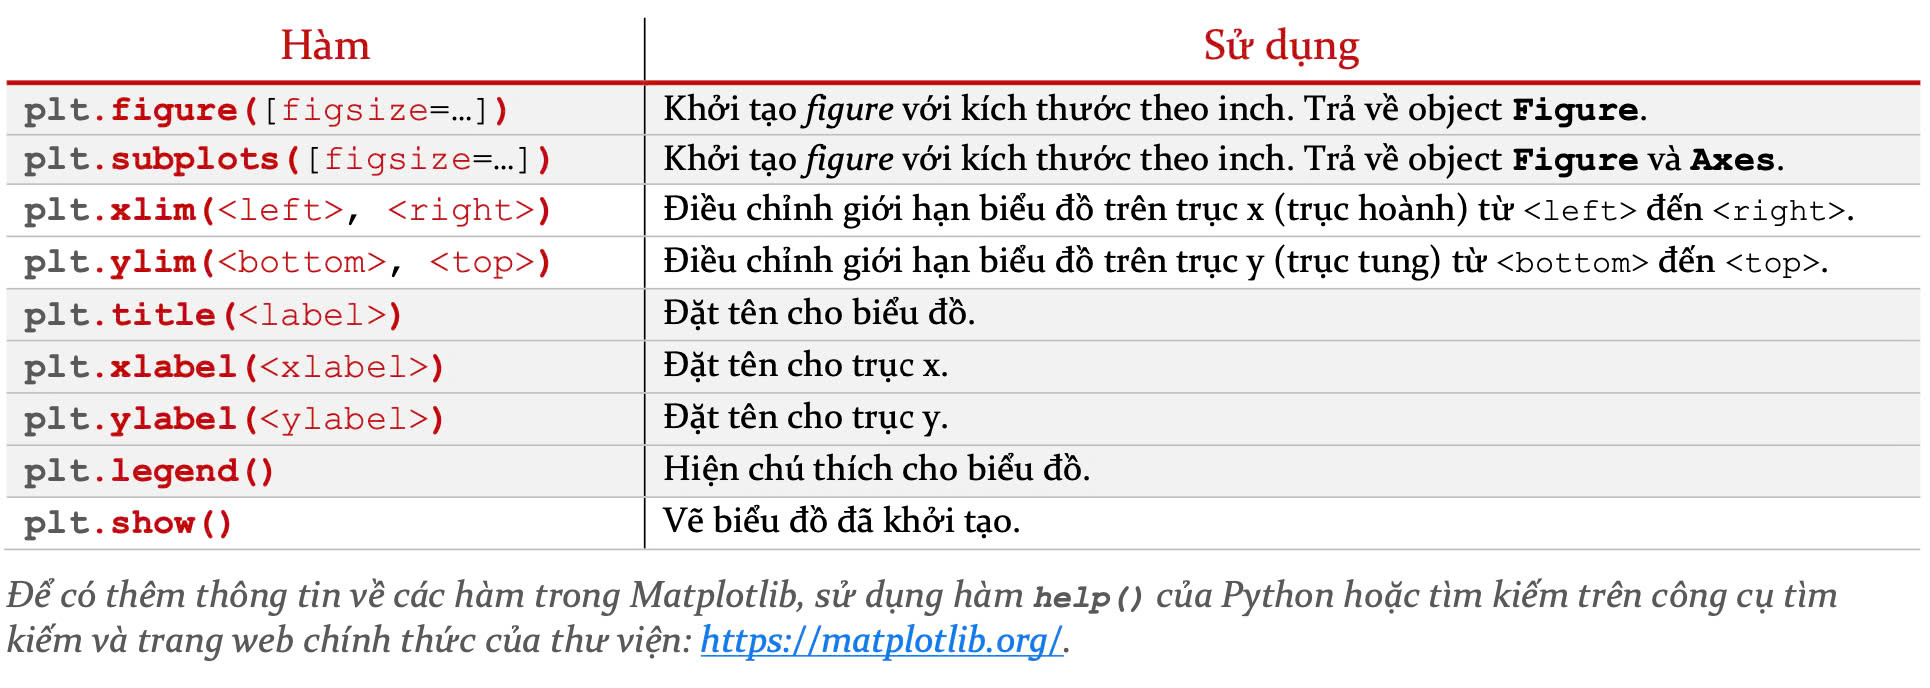 Hàm Sử dụng
plt.figure([figsize=…]) Khởi tạo figure với kích thước theo inch. Trả về object Figure.
plt.subplots([figsize=…]) Khởi tạo figure với kích thước theo inch. Trả về object Figure và Axes.
plt.xlim(<left>, <right>) Điều chỉnh giới hạn biểu đồ trên trục x (trục hoành) từ <left> đến <right>.
plt.ylim(<bottom>, <top>) Điều chỉnh giới hạn biểu đồ trên trục y (trục tung) từ <bottom> đến <top>.
plt.title(<label>) Đặt tên cho biểu đồ.
plt.xlabel(<xlabel>) Đặt tên cho trục x.
plt.ylabel(<ylabel>) Đặt tên cho trục y.
plt.legend() Hiện chú thích cho biểu đồ.
plt.show() Vẽ biểu đồ đã khởi tạo.
Để có thêm thông tin về các hàm trong Matplotlib, sử dụng hàm help() của Python hoặc tìm kiếm trên công cụ tìm
kiếm và trang web chính thức của thư viện: https://matplotlib.org/.